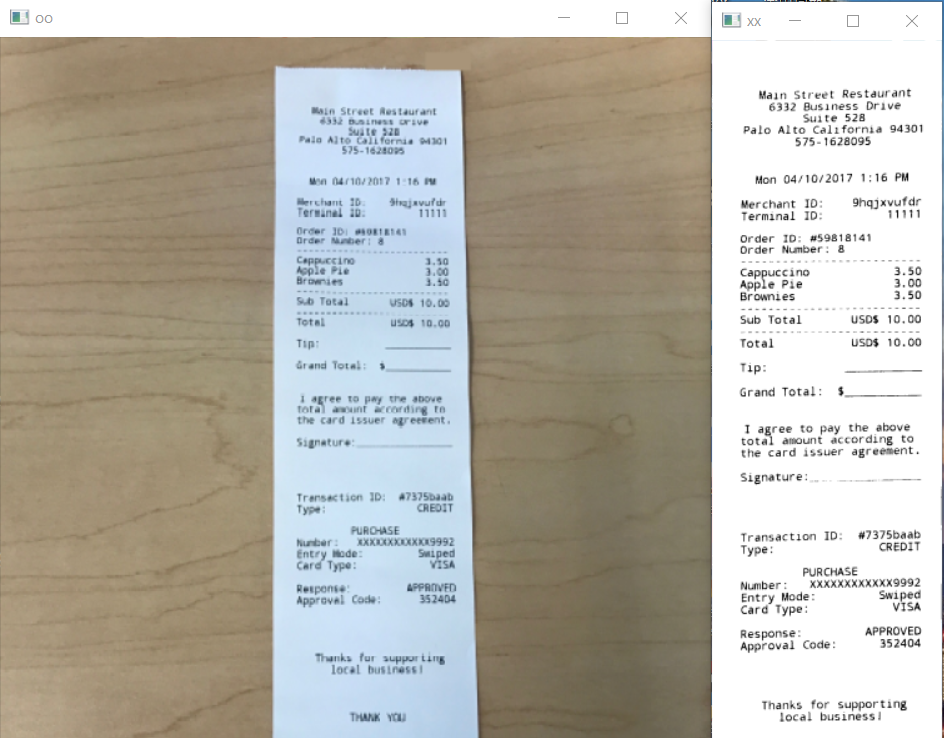 oo
Main Street Restaurant
6332 Business Drive
Suite 528
Palo Alto California 94301
575-1628095
Mon 04/10/2017 1:16 PM
Merchant ID: 9hqjxvufdr
Terminal ID: 11111
Order ID: #59818141
Order Number: 8
Cappuccino 3.50
Apple Pie 3.00
Brownies 3.50
Sub Total USD$ 10.00
Total USD$ 10.00
Tip:
Grand Total: $
I agree to pay the above
total amount according to
the card issuer agreement.
Signature:
Transaction ID: #7375baab
Type: CREDIT
PURCHASE
Number: XXXXXXXXXXXX9992
Entry Mode: Swiped
Card Type: VISA
Response: APPROVED
Approval Code: 352404
Thanks for supporting
local business!
THANK YOU
xx
Main Street Restaurant
6332 Business Drive
Suite 528
Palo Alto California 94301
575-1628095
Mon 04/10/2017 1:16 PM
Merchant ID: 9hqjxvufdr
Terminal ID: 11111
Order ID: #59818141
Order Number: 8
Cappuccino 3.50
Apple Pie 3.00
Brownies 3.50
Sub Total USD$ 10.00
Total USD$ 10.00
Tip:
Grand Total: $
I agree to pay the above
total amount according to
the card issuer agreement.
Signature:
Transaction ID: #7375baab
Type: CREDIT
PURCHASE
Number: XXXXXXXXXXXX9992
Entry Mode: Swiped
Card Type: VISA
Response: APPROVED
Approval Code: 352404
Thanks for supporting
local business!